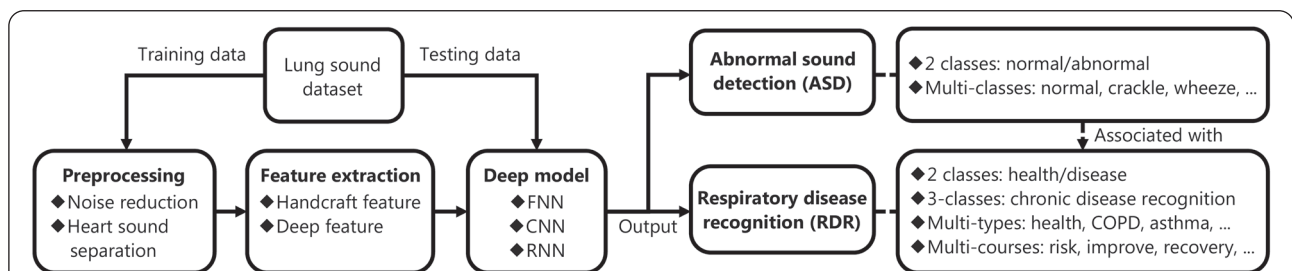 Training data
Lung sound
dataset
Testing data
Preprocessing
◆Noise reduction
◆Heart sound
separation
Feature extraction
◆Handcraft feature
◆Deep feature
Deep model
◆FNN
◆CNN
◆RNN
Output
Abnormal sound
detection (ASD)
◆2 classes: normal/abnormal
◆Multi-classes: normal, crackle, wheeze, ...
Associated with
Respiratory disease
recognition (RDR)
◆2 classes: health/disease
◆3-classes: chronic disease recognition
◆Multi-types: health, COPD, asthma, ...
◆Multi-courses: risk, improve, recovery, ...